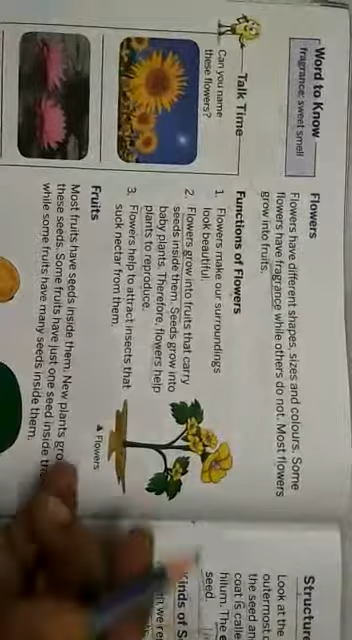 Word to Know
fragrance: sweet smell
Talk Time
Can you name
these flowers?
Flowers
Flowers have different shapes, sizes and colours. Some
flowers have fragrance while others do not. Most flowers
grow into fruits.
Functions of Flowers
1. Flowers make our surroundings
look beautiful.
2. Flowers grow into fruits that carry
seeds inside them. Seeds grow into
baby plants. Therefore, flowers help
plants to reproduce.
3. Flowers help to attract insects that
suck nectar from them.
▲ Flowers
Fruits
Most fruits have seeds inside them. New plants gro
these seeds. Some fruits have just one seed inside
while some fruits have many seeds inside them.
Structure
Look at the
outermost
the seed an
coat is calle
hilum. The
seed.
Kinds of S